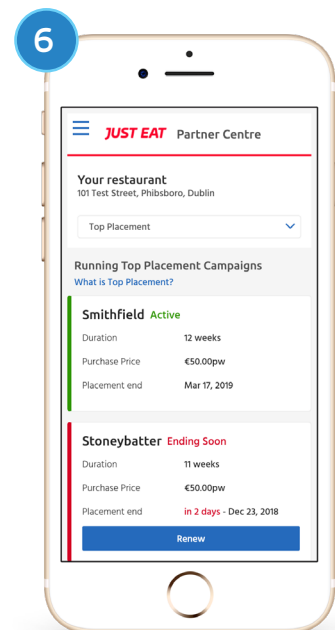 6
JUST EAT Partner Centre
Your restaurant
101 Test Street, Phibsboro, Dublin
Top Placement
Running Top Placement Campaigns
What is Top Placement?
Smithfield Active
Duration 12 weeks
Purchase Price €50.00pw
Placement end Mar 17, 2019
Stoneybatter Ending Soon
Duration 11 weeks
Purchase Price €50.00pw
Placement end in 2 days - Dec 23, 2018
Renew